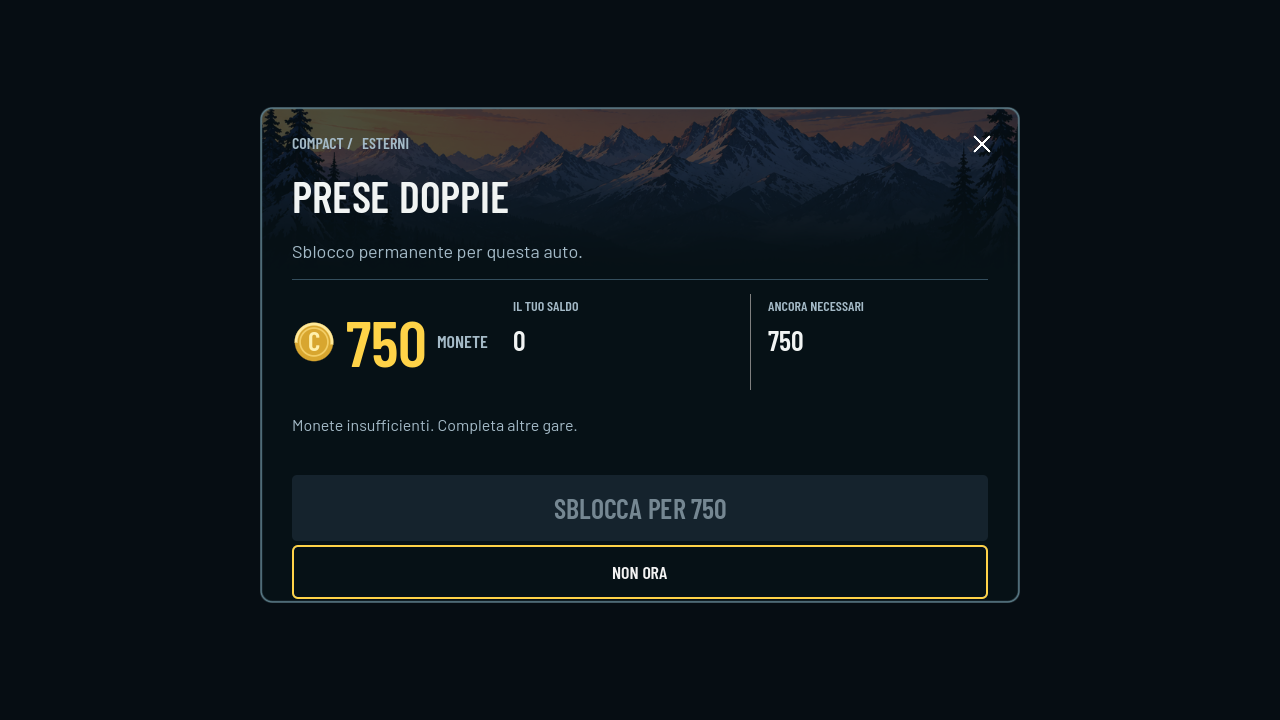 COMPACT / ESTERNI
PRESE DOPPIE
Sblocco permanente per questa auto.
C 750 MONETE
IL TUO SALDO
0
ANCORA NECESSARI
750
Monete insufficienti. Completa altre gare.
SBLOCCA PER 750
NON ORA